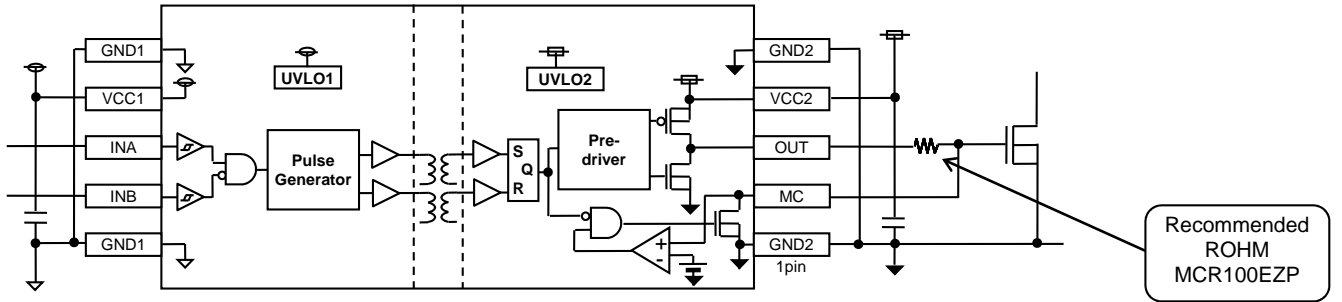 GND1
VCC1
INA
INB
GND1
UVLO1
Pulse
Generator
UVLO2
S
Q
R
Pre-
driver
+
-
GND2
VCC2
OUT
MC
GND2
1pin
Recommended
ROHM
MCR100EZP